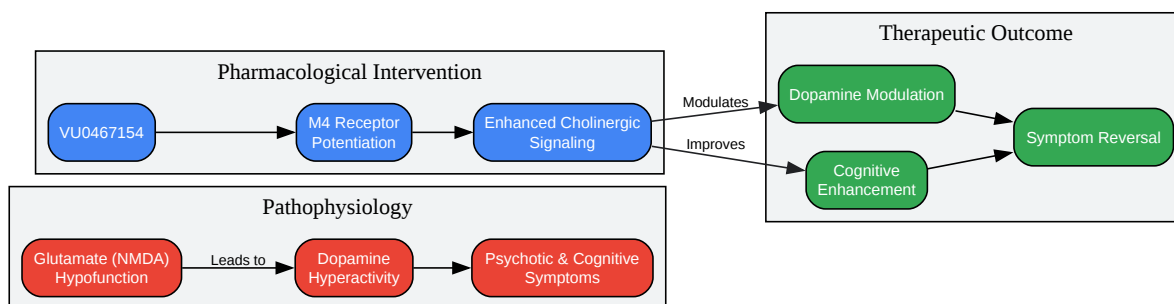 Therapeutic Outcome
Pharmacological Intervention
VU0467154
M4 Receptor
Potentiation
Enhanced Cholinergic
Signaling
Modulates
Improves
Dopamine Modulation
Cognitive
Enhancement
Symptom Reversal
Pathophysiology
Glutamate (NMDA)
Hypofunction
Leads to
Dopamine
Hyperactivity
Psychotic & Cognitive
Symptoms